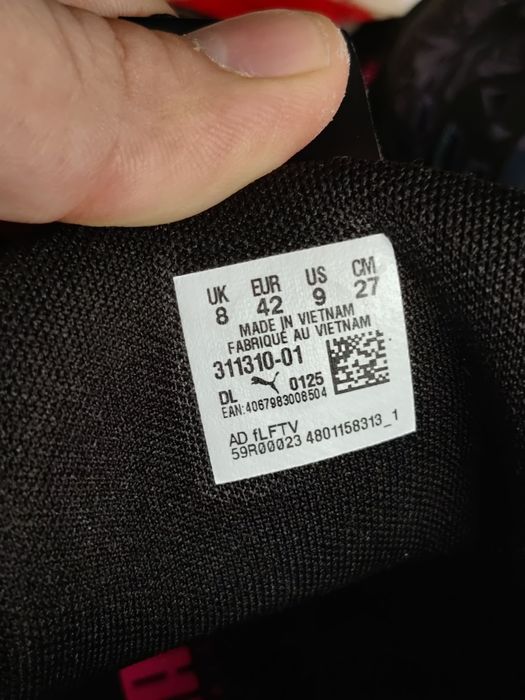 UK EUR US CM
8 42 9 27
MADE IN VIETNAM
FABRIQUÉ AU VIETNAM
311310-01
DL 0125
EAN:4067983008504
AD fLFTV
59R00023 4801158313_1